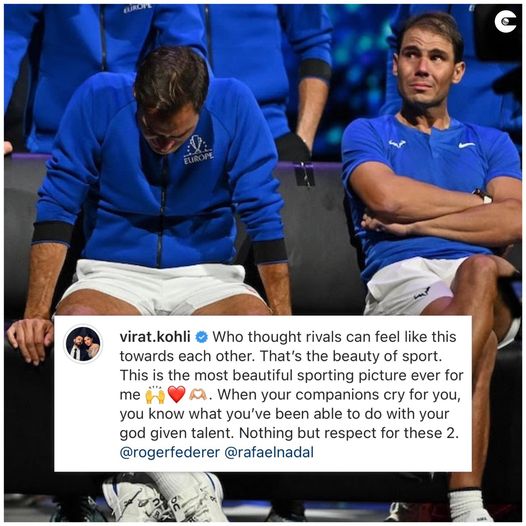 EUROPE
EUROPE
virat.kohli Who thought rivals can feel like this
towards each other. That's the beauty of sport.
This is the most beautiful sporting picture ever for
me 🙌❤️🫶🏼. When your companions cry for you,
you know what you've been able to do with your
god given talent. Nothing but respect for these 2.
@rogerfederer @rafaelnadal